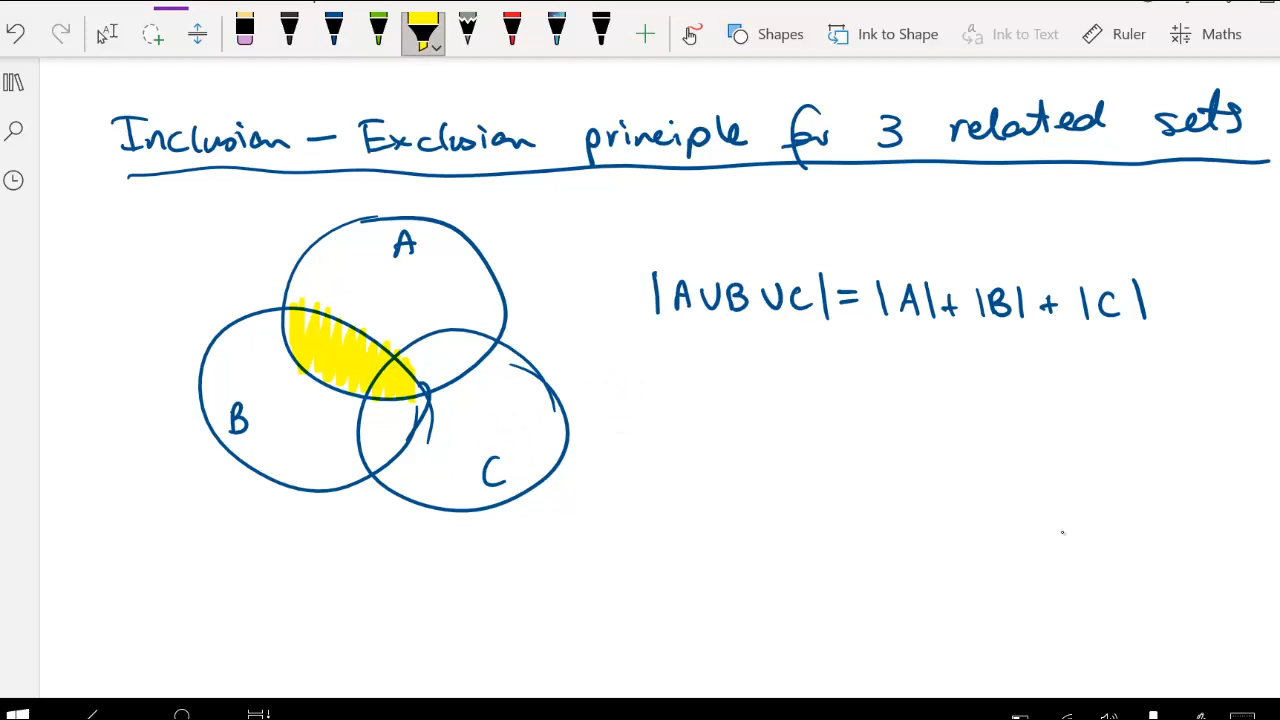 Shapes Ink to Shape Ink to Text Ruler Maths
Inclusion - Exclusion principle for 3 related sets
A
B
C
|A∪B∪C| = |A| + |B| + |C|